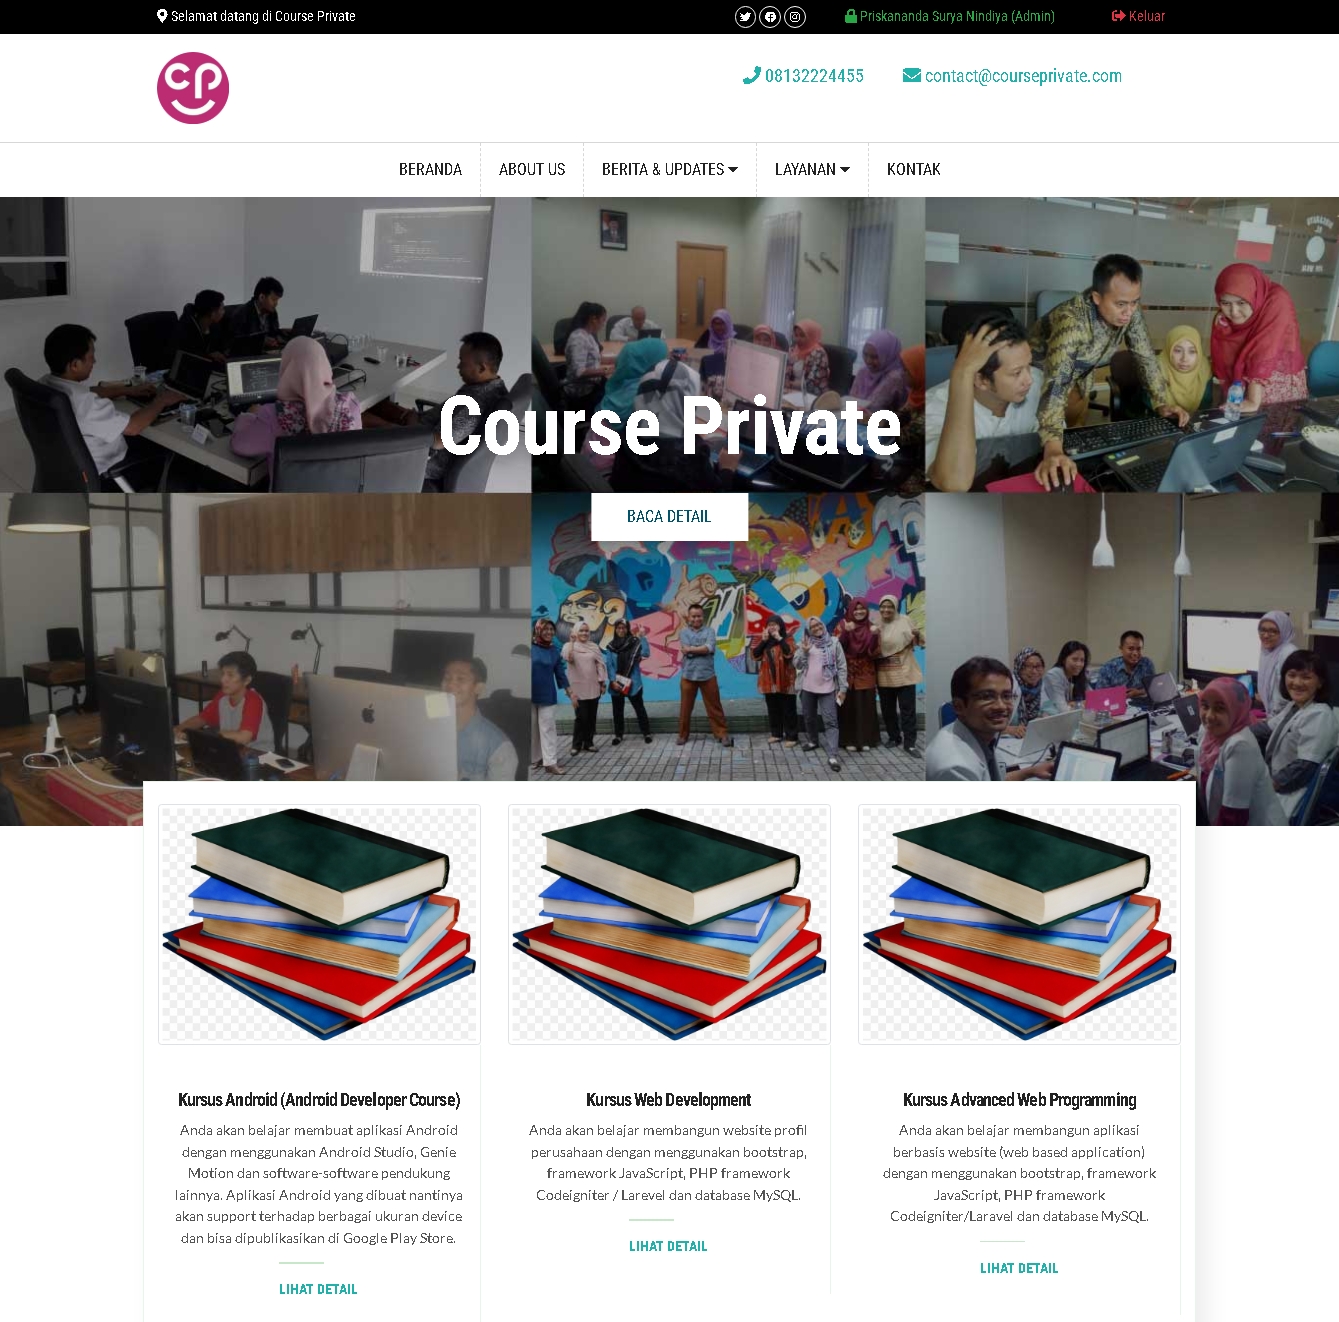 Selamat datang di Course Private
Priskananda Surya Nindiya (Admin)
Keluar
cp
08132224455
contact@courseprivate.com
BERANDA
ABOUT US
BERITA & UPDATES
LAYANAN
KONTAK
Course Private
BACA DETAIL
Kursus Android (Android Developer Course)
Anda akan belajar membuat aplikasi Android
dengan menggunakan Android Studio, Genie
Motion dan software-software pendukung
lainnya. Aplikasi Android yang dibuat nantinya
akan support terhadap berbagai ukuran device
dan bisa dipublikasikan di Google Play Store.
LIHAT DETAIL
Kursus Web Development
Anda akan belajar membangun website profil
perusahaan dengan menggunakan bootstrap,
framework JavaScript, PHP framework
Codeigniter / Larevel dan database MySQL.
LIHAT DETAIL
Kursus Advanced Web Programming
Anda akan belajar membangun aplikasi
berbasis website (web based application)
dengan menggunakan bootstrap, framework
JavaScript, PHP framework
Codeigniter/Laravel dan database MySQL.
LIHAT DETAIL